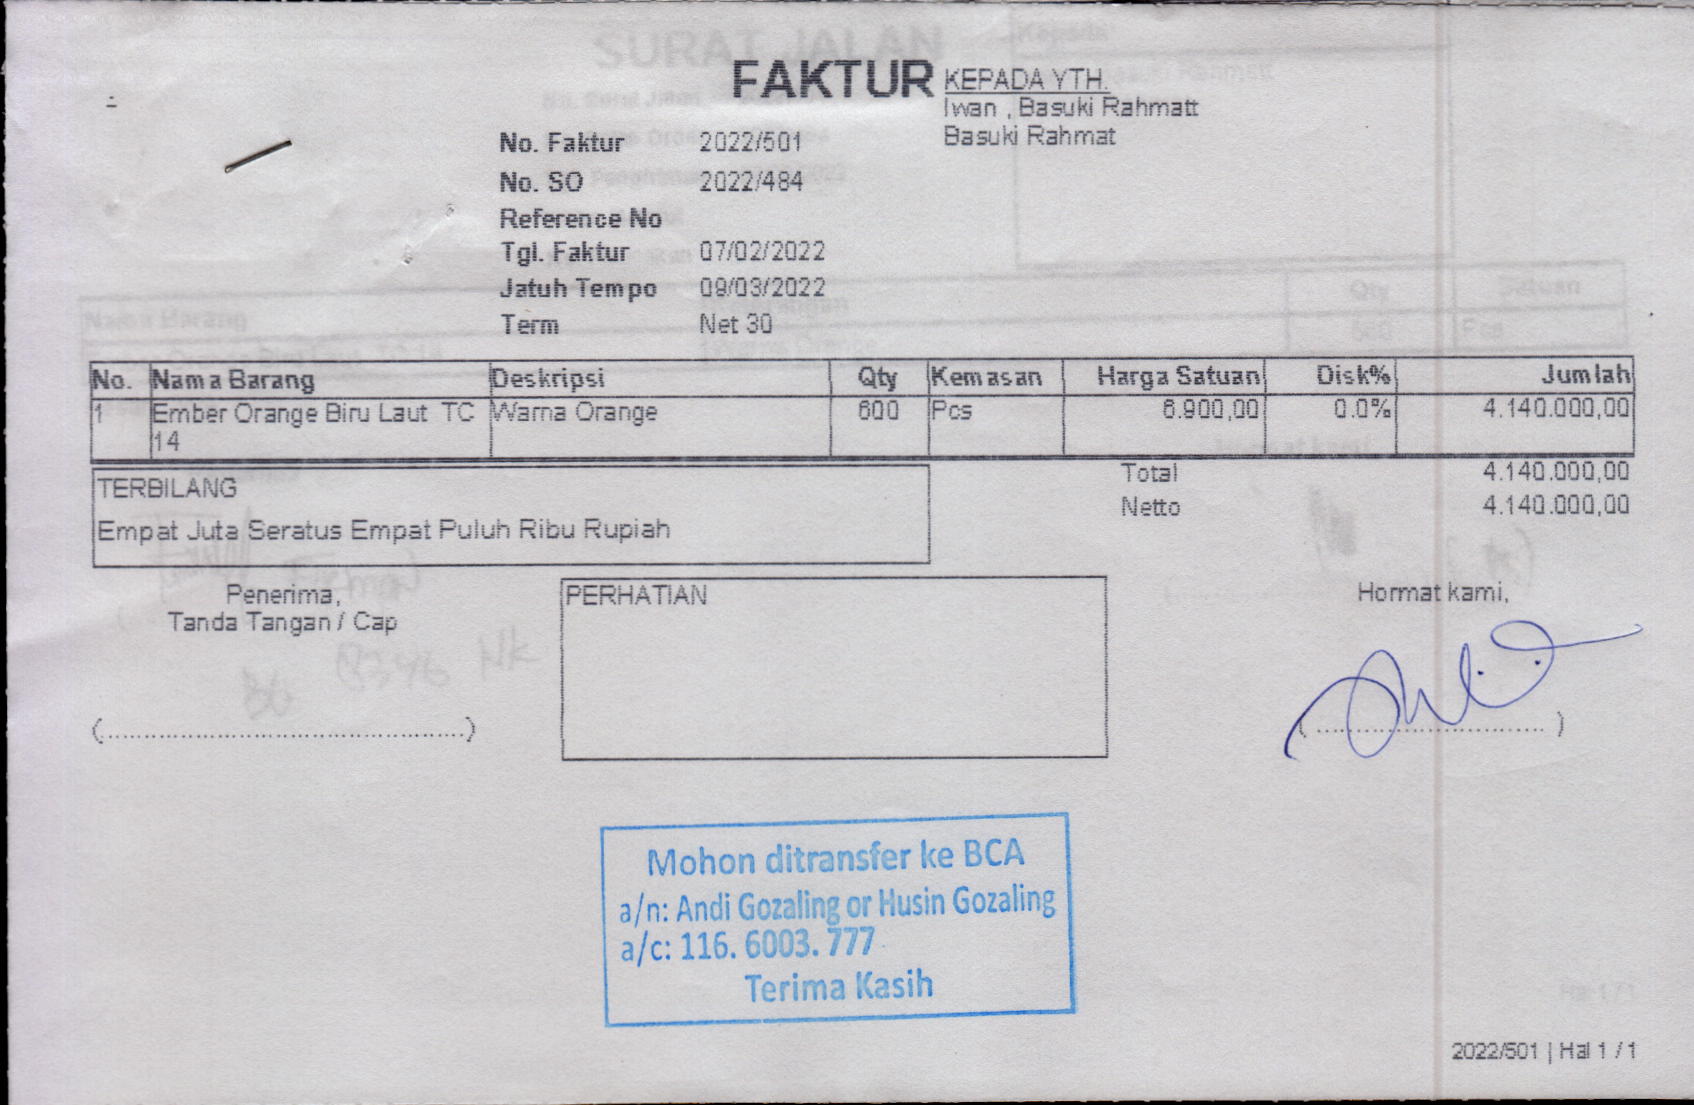 FAKTUR
KEPADA YTH.
Iwan , Basuki Rahmatt
Basuki Rahmat
No. Faktur 2022/501
No. SO 2022/484
Reference No
Tgl. Faktur 07/02/2022
Jatuh Tempo 09/03/2022
Term Net 30
No. Nama Barang Deskripsi Qty Kemasan Harga Satuan Disk% Jumlah
1 Ember Orange Biru Laut TC Warna Orange 600 Pcs 6.900,00 0.0% 4.140.000,00
14
Total 4.140.000,00
Netto 4.140.000,00
TERBILANG
Empat Juta Seratus Empat Puluh Ribu Rupiah
Penerima,
Tanda Tangan / Cap
(................................................)
PERHATIAN
Hormat kami,
(................................ )
Mohon ditransfer ke BCA
a/n: Andi Gozaling or Husin Gozaling
a/c: 116. 6003. 777
Terima Kasih
2022/501 | Hal 1 / 1